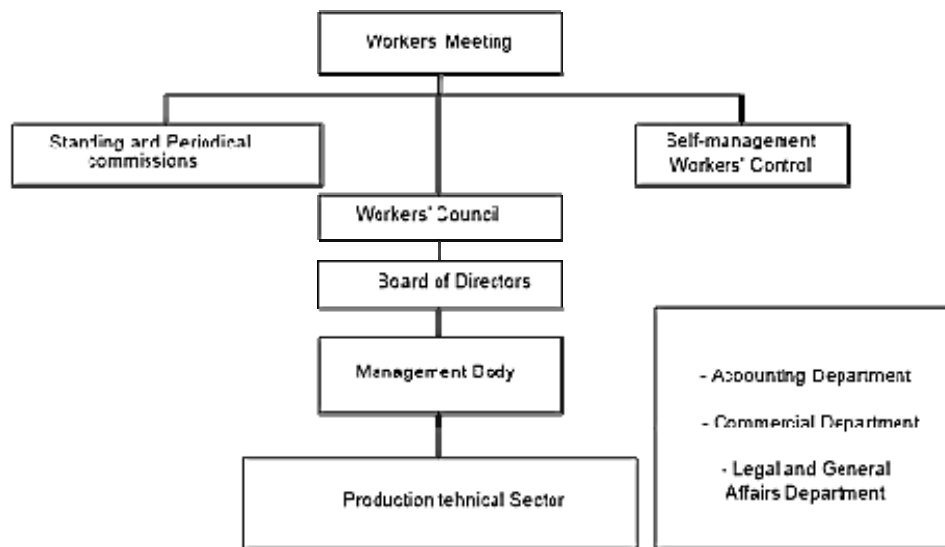 Workers' Meeting
Standing and Periodical
commissions
Self-management
Workers' Control
Workers' Council
Board of Directors
Management Body
Production tehnical Sector
- Accounting Department
- Commercial Department
- Legal and General
Affairs Department